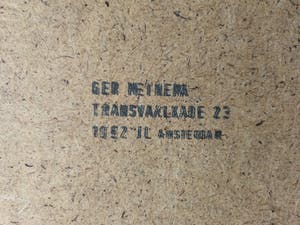 GER MEINEMA
TRANSVAALKADE 23
1092 JL AMSTERDAM